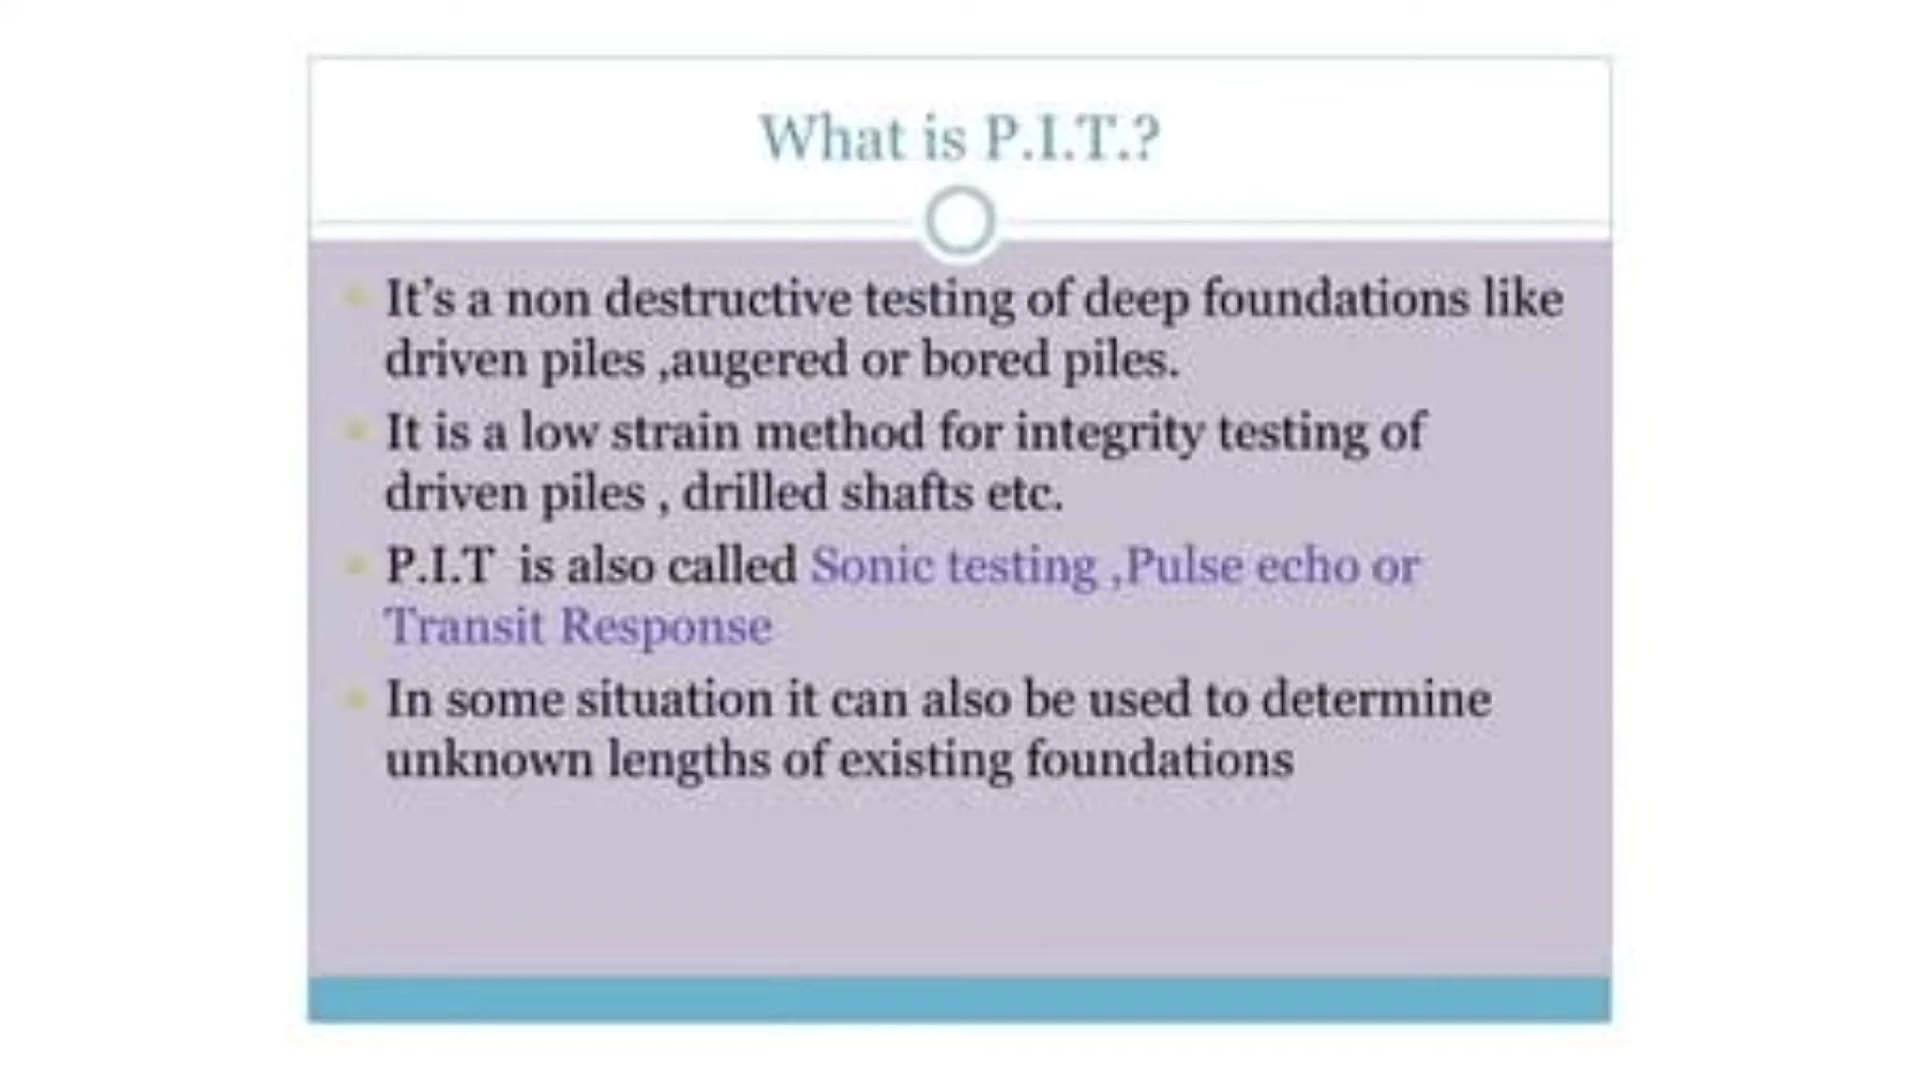 What is P.I.T.?
It's a non destructive testing of deep foundations like
driven piles ,augered or bored piles.
It is a low strain method for integrity testing of
driven piles , drilled shafts etc.
P.I.T is also called Sonic testing ,Pulse echo or
Transit Response
In some situation it can also be used to determine
unknown lengths of existing foundations